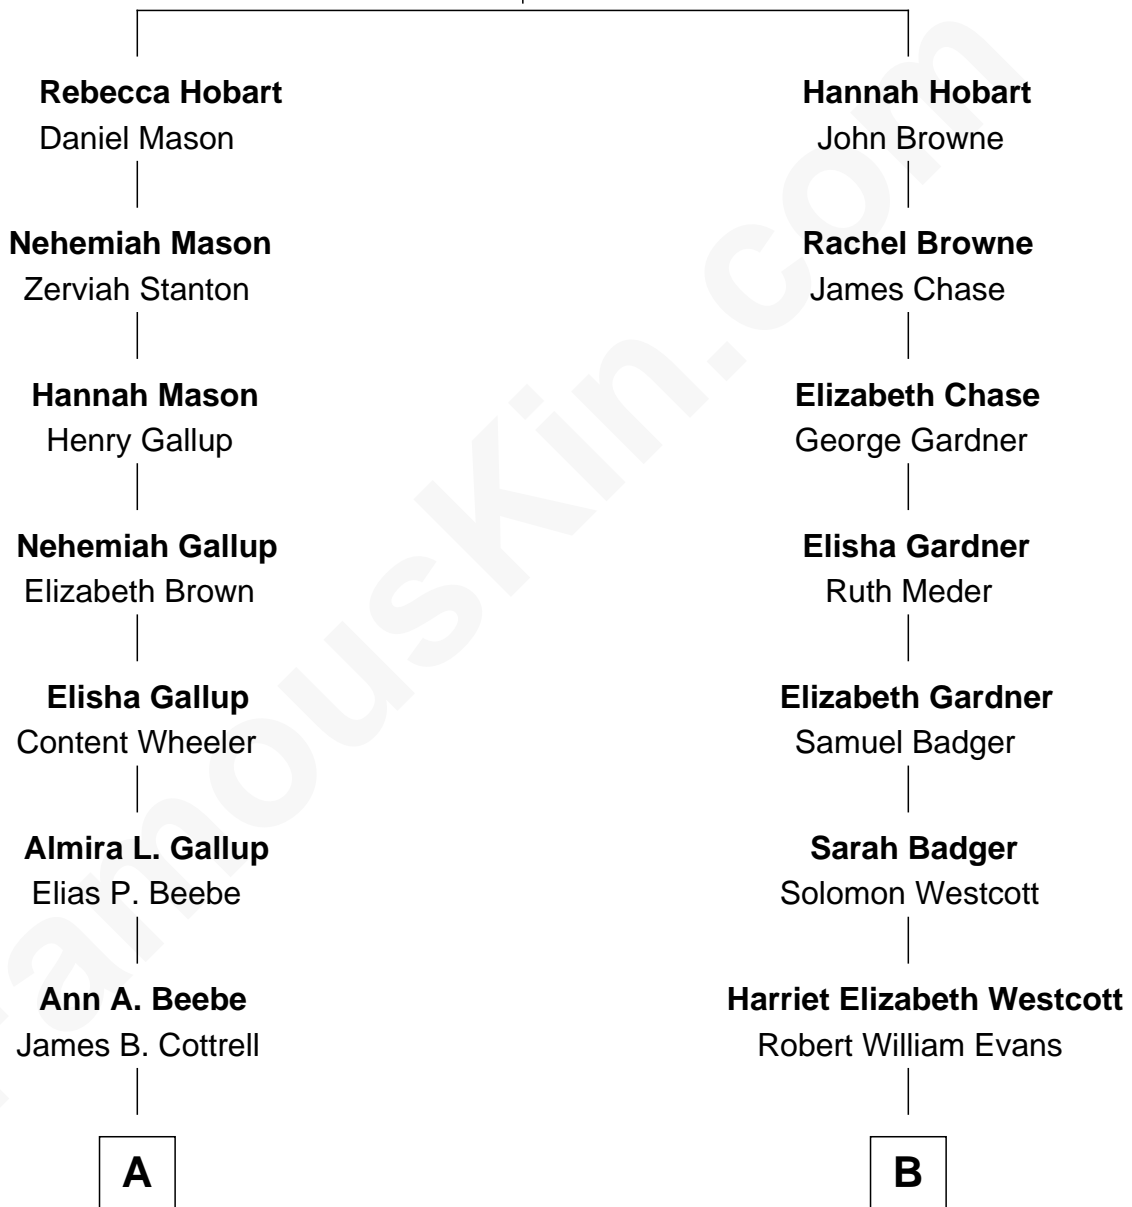 Rebecca Hobart
Daniel Mason
Hannah Hobart
John Browne
Nehemiah Mason
Zerviah Stanton
Rachel Browne
James Chase
Hannah Mason
Henry Gallup
Elizabeth Chase
George Gardner
Nehemiah Gallup
Elizabeth Brown
Elisha Gardner
Ruth Meder
Elisha Gallup
Content Wheeler
Elizabeth Gardner
Samuel Badger
Almira L. Gallup
Elias P. Beebe
Sarah Badger
Solomon Westcott
Ann A. Beebe
James B. Cottrell
Harriet Elizabeth Westcott
Robert William Evans
A
B
FamousKin.com